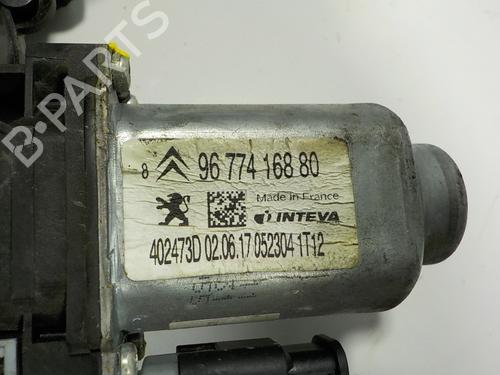 8 96 774 168 80
Made in France
INTEVA
402473D 02.06.17 052304 1T12
B-PARTS